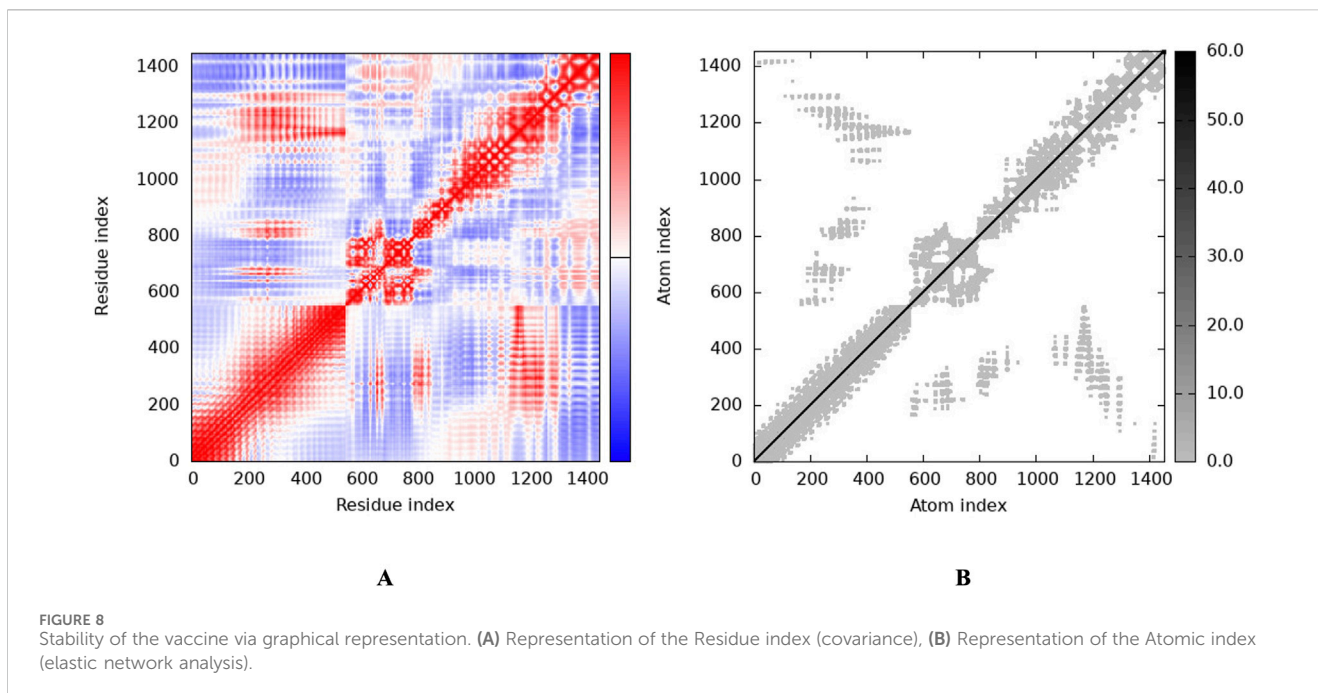 1400
1200
1000
800
600
400
200
0
Residue index
0 200 400 600 800 1000 1200 1400
Residue index
A
1400
1200
1000
800
600
400
200
0
Atom index
0 200 400 600 800 1000 1200 1400
Atom index
60.0
50.0
40.0
30.0
20.0
10.0
0.0
B
FIGURE 8
Stability of the vaccine via graphical representation. (A) Representation of the Residue index (covariance), (B) Representation of the Atomic index
(elastic network analysis).